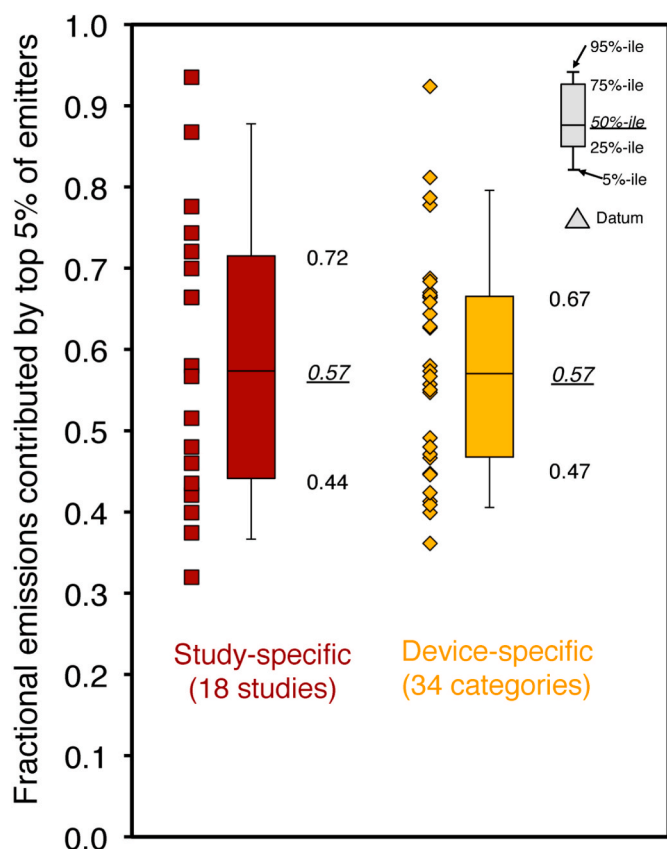 Fractional emissions contributed by top 5% of emitters
1.0
0.9
0.8
0.7
0.6
0.5
0.4
0.3
0.2
0.1
0.0
0.72
0.57
0.44
Study-specific
(18 studies)
0.67
0.57
0.47
Device-specific
(34 categories)
95%-ile
75%-ile
50%-ile
25%-ile
5%-ile
Datum